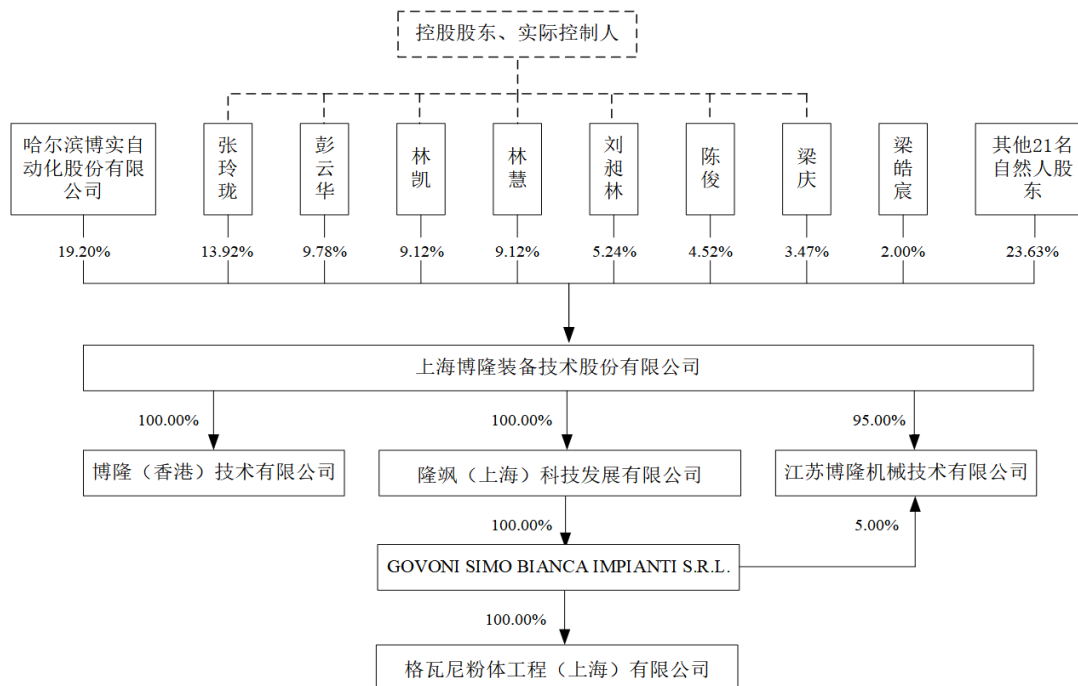 控股股东、实际控制人
哈尔滨博实自
动化股份有限
公司
张玲珑
彭云华
林凯
林慧
刘昶林
陈俊
梁庆
梁皓宸
其他21名
自然人股
东
19.20%
13.92%
9.78%
9.12%
9.12%
5.24%
4.52%
3.47%
2.00%
23.63%
上海博隆装备技术股份有限公司
100.00%
100.00%
95.00%
博隆（香港）技术有限公司
隆飒（上海）科技发展有限公司
江苏博隆机械技术有限公司
100.00%
5.00%
GOVONI SIMO BIANCA IMPIANTI S.R.L.
100.00%
格瓦尼粉体工程（上海）有限公司